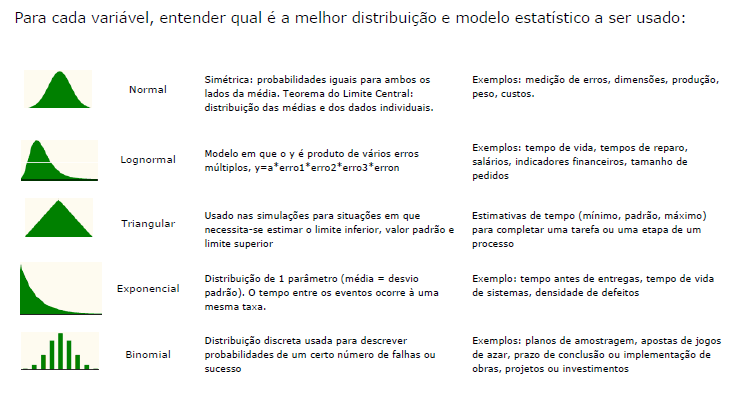 Para cada variável, entender qual é a melhor distribuição e modelo estatístico a ser usado:
Normal
Simétrica: probabilidades iguais para ambos os
lados da média. Teorema do Limite Central:
distribuição das médias e dos dados individuais.
Exemplos: medição de erros, dimensões, produção,
peso, custos.
Lognormal
Modelo em que o y é produto de vários erros
múltiplos, y=a*erro1*erro2*erro3*erron
Exemplos: tempo de vida, tempos de reparo,
salários, indicadores financeiros, tamanho de
pedidos
Triangular
Usado nas simulações para situações em que
necessita-se estimar o limite inferior, valor padrão e
limite superior
Estimativas de tempo (mínimo, padrão, máximo)
para completar uma tarefa ou uma etapa de um
processo
Exponencial
Distribuição de 1 parâmetro (média = desvio
padrão). O tempo entre os eventos ocorre à uma
mesma taxa.
Exemplo: tempo antes de entregas, tempo de vida
de sistemas, densidade de defeitos
Binomial
Distribuição discreta usada para descrever
probabilidades de um certo número de falhas ou
sucesso
Exemplos: planos de amostragem, apostas de jogos
de azar, prazo de conclusão ou implementação de
obras, projetos ou investimentos